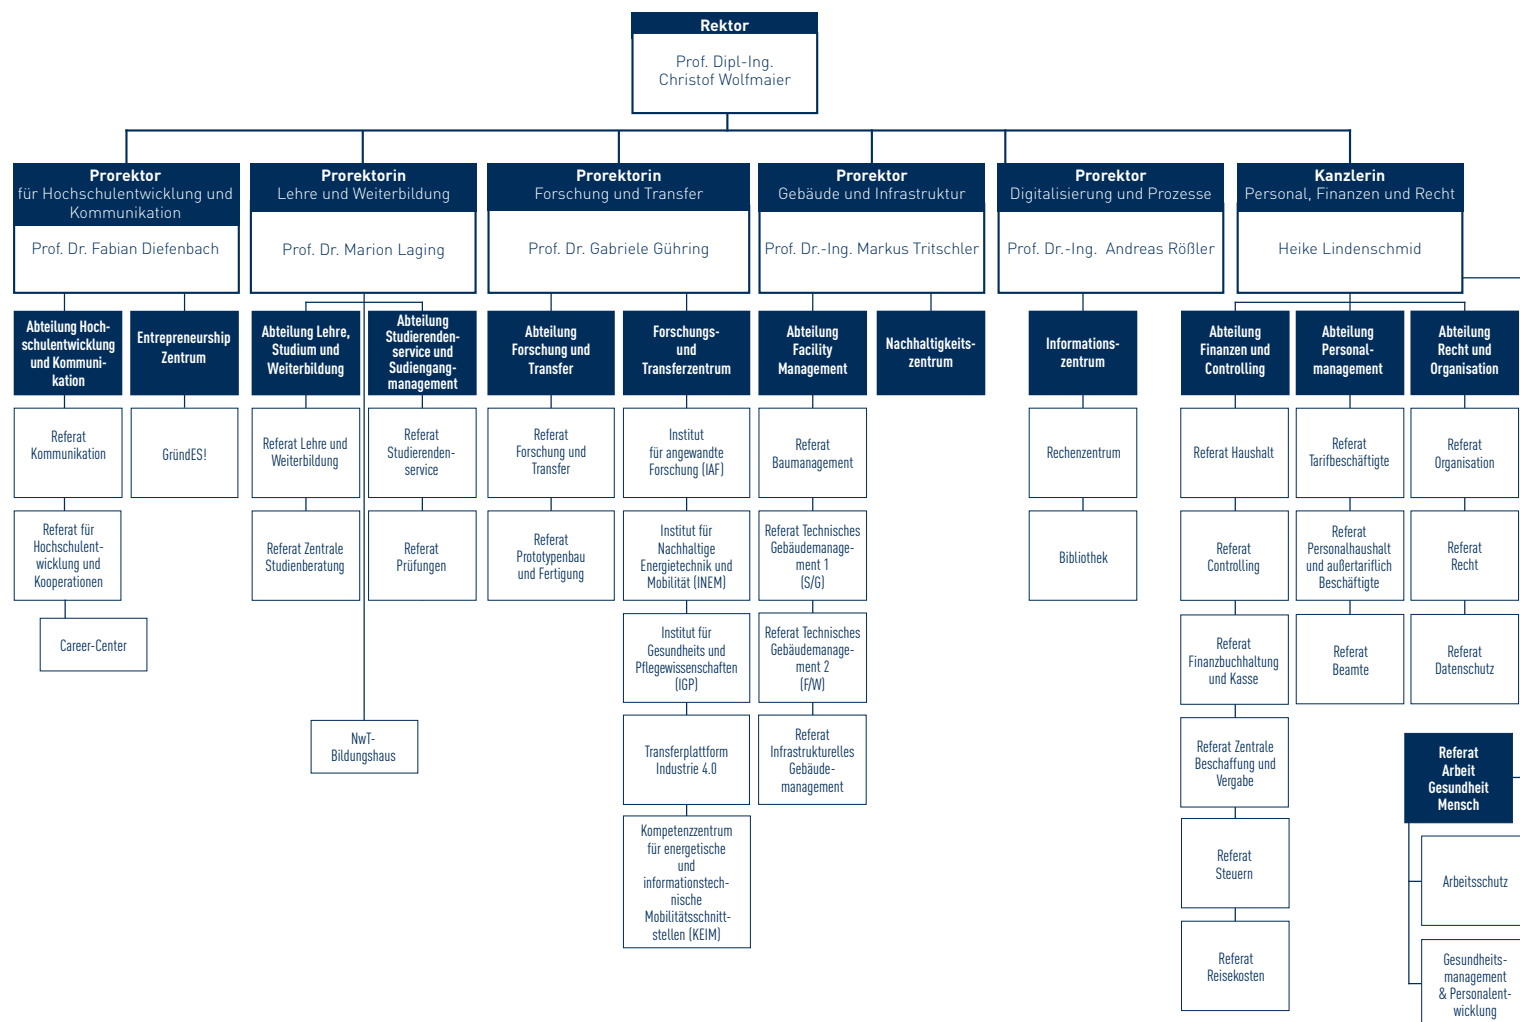 Rektor
Prof. Dipl-Ing.
Christof Wolfmaier
Prorektor
für Hochschulentwicklung und
Kommunikation
Prof. Dr. Fabian Diefenbach
Prorektorin
Lehre und Weiterbildung
Prof. Dr. Marion Laging
Prorektorin
Forschung und Transfer
Prof. Dr. Gabriele Gühring
Prorektor
Gebäude und Infrastruktur
Prof. Dr.-Ing. Markus Tritschler
Prorektor
Digitalisierung und Prozesse
Prof. Dr.-Ing. Andreas Rößler
Kanzlerin
Personal, Finanzen und Recht
Heike Lindenschmid
Abteilung Hoch-
schulentwicklung
und Kommuni-
kation
Referat
Kommunikation
Referat für
Hochschulent-
wicklung und
Kooperationen
Career-Center
Entrepreneurship
Zentrum
GründES!
Abteilung Lehre,
Studium und
Weiterbildung
Referat Lehre und
Weiterbildung
Referat Zentrale
Studienberatung
Abteilung
Studierenden-
service und
Sudiengang-
management
Referat
Studierenden-
service
Referat
Prüfungen
NwT-
Bildungshaus
Abteilung
Forschung und
Transfer
Referat
Forschung und
Transfer
Referat
Prototypenbau
und Fertigung
Forschungs-
und
Transferzentrum
Institut
für angewandte
Forschung (IAF)
Institut für
Nachhaltige
Energietechnik und
Mobilität (INEM)
Institut für
Gesundheits und
Pflegewissenschaften
(IGP)
Transferplattform
Industrie 4.0
Kompetenzzentrum
für energetische
und
informationstech-
nische
Mobilitätsschnitt-
stellen (KEIM)
Abteilung
Facility
Management
Referat
Baumanagement
Referat Technisches
Gebäudemanage-
ment 1
(S/G)
Referat Technisches
Gebäudemanage-
ment 2
(F/W)
Referat
Infrastrukturelles
Gebäude-
management
Nachhaltigkeits-
zentrum
Informations-
zentrum
Rechenzentrum
Bibliothek
Abteilung
Finanzen und
Controlling
Referat Haushalt
Referat
Controlling
Referat
Finanzbuchhaltung
und Kasse
Referat Zentrale
Beschaffung und
Vergabe
Referat
Steuern
Referat
Reisekosten
Abteilung
Personal-
management
Referat
Tarifbeschäftigte
Referat
Personalhaushalt
und außertariflich
Beschäftigte
Referat
Beamte
Abteilung
Recht und
Organisation
Referat
Organisation
Referat
Recht
Referat
Datenschutz
Referat
Arbeit
Gesundheit
Mensch
Arbeitsschutz
Gesundheits-
management
& Personalent-
wicklung